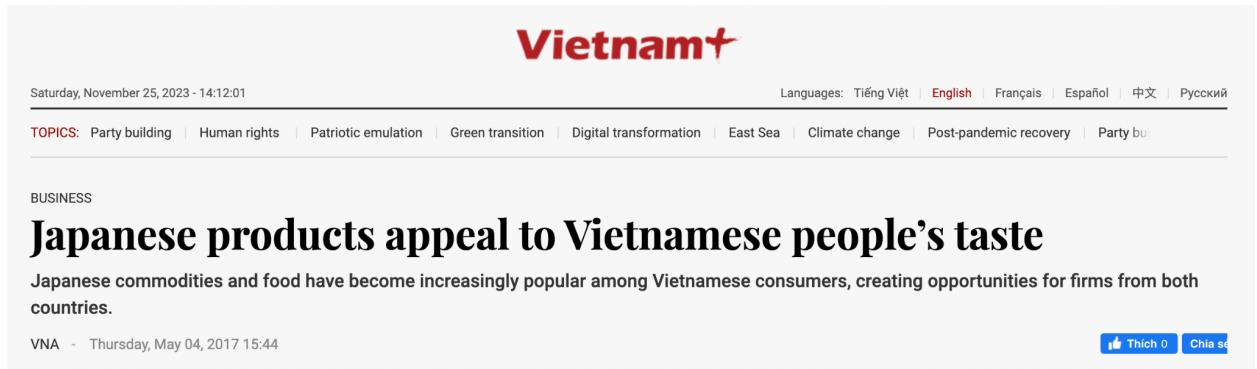 Vietnam+
Saturday, November 25, 2023 - 14:12:01
Languages: Tiếng Việt | English | Français | Español | 中文 | Русский
TOPICS: Party building | Human rights | Patriotic emulation | Green transition | Digital transformation | East Sea | Climate change | Post-pandemic recovery | Party bu
BUSINESS
Japanese products appeal to Vietnamese people’s taste
Japanese commodities and food have become increasingly popular among Vietnamese consumers, creating opportunities for firms from both
countries.
VNA - Thursday, May 04, 2017 15:44
Thích 0 Chia sẻ